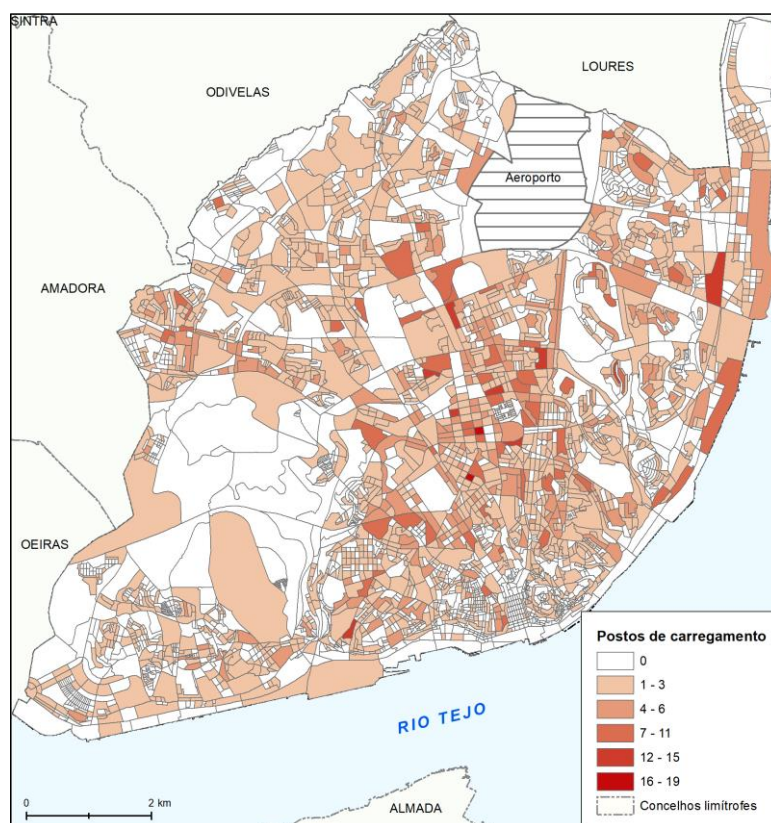 SINTRA
ODIVELAS
LOURES
Aeroporto
AMADORA
OEIRAS
RIO TEJO
ALMADA
0
2 km
Postos de carregamento
0
1 - 3
4 - 6
7 - 11
12 - 15
16 - 19
Concelhos limítrofes